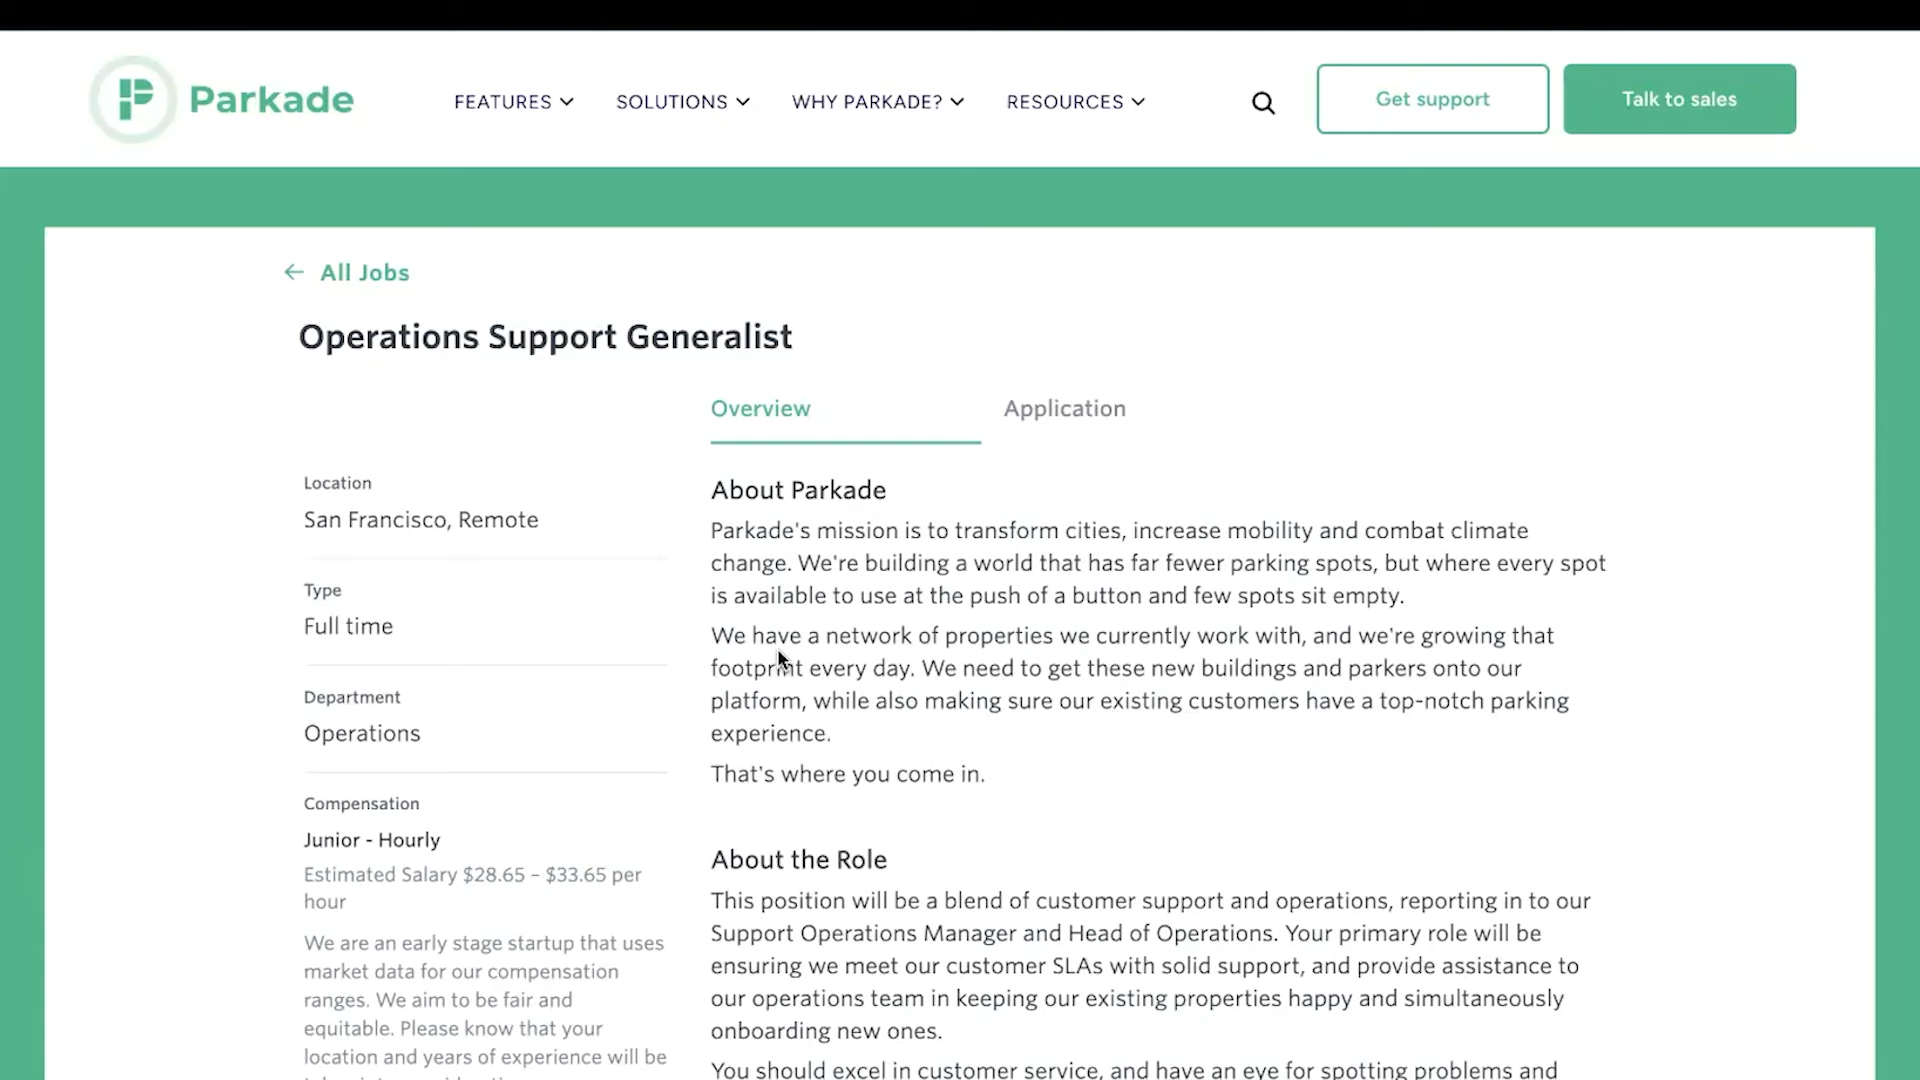 Parkade
FEATURES
SOLUTIONS
WHY PARKADE?
RESOURCES
Get support
Talk to sales
← All Jobs
Operations Support Generalist
Overview
Application
Location
San Francisco, Remote
Type
Full time
Department
Operations
Compensation
Junior - Hourly
Estimated Salary $28.65 – $33.65 per
hour
We are an early stage startup that uses
market data for our compensation
ranges. We aim to be fair and
equitable. Please know that your
location and years of experience will be
About Parkade
Parkade's mission is to transform cities, increase mobility and combat climate
change. We're building a world that has far fewer parking spots, but where every spot
is available to use at the push of a button and few spots sit empty.
We have a network of properties we currently work with, and we're growing that
footprint every day. We need to get these new buildings and parkers onto our
platform, while also making sure our existing customers have a top-notch parking
experience.
That's where you come in.
About the Role
This position will be a blend of customer support and operations, reporting in to our
Support Operations Manager and Head of Operations. Your primary role will be
ensuring we meet our customer SLAs with solid support, and provide assistance to
our operations team in keeping our existing properties happy and simultaneously
onboarding new ones.
You should excel in customer service, and have an eye for spotting problems and